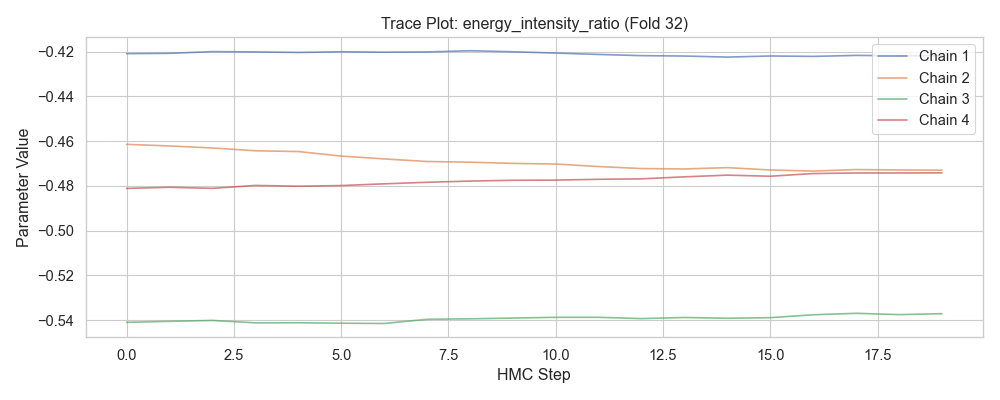 Trace Plot: energy_intensity_ratio (Fold 32)
Parameter Value
−0.42
−0.44
−0.46
−0.48
−0.50
−0.52
−0.54
Chain 1
Chain 2
Chain 3
Chain 4
0.0 2.5 5.0 7.5 10.0 12.5 15.0 17.5
HMC Step